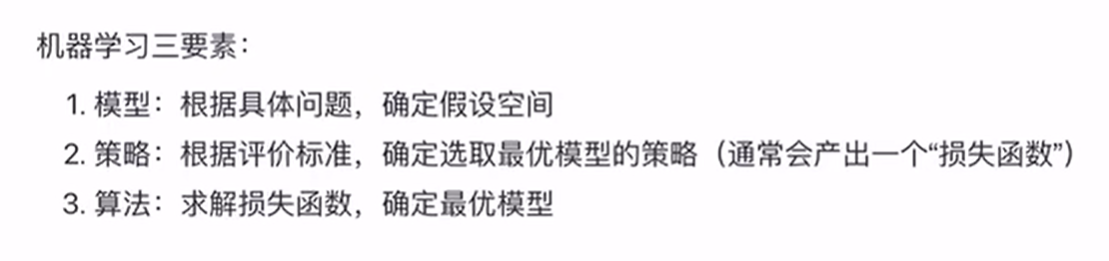 机器学习三要素：
1. 模型：根据具体问题，确定假设空间
2. 策略：根据评价标准，确定选取最优模型的策略（通常会产出一个“损失函数”）
3. 算法：求解损失函数，确定最优模型